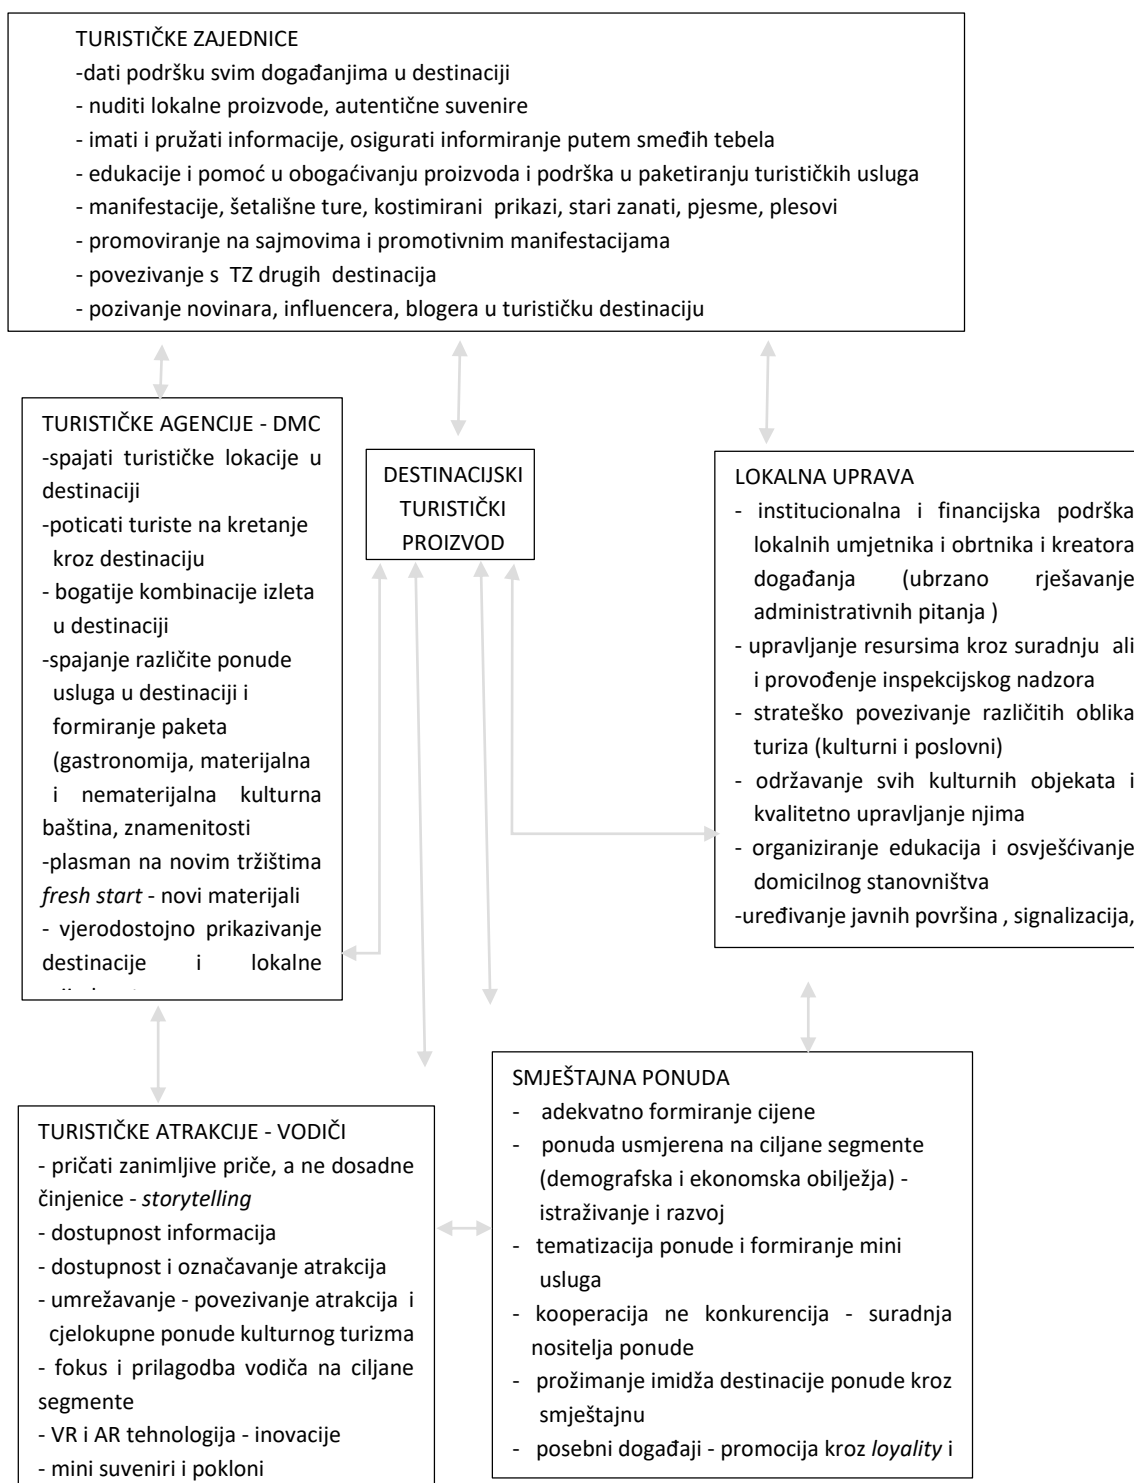 TURISTIČKE ZAJEDNICE
-dati podršku svim događanjima u destinaciji
- nuditi lokalne proizvode, autentične suvenire
- imati i pružati informacije, osigurati informiranje putem smeđih tebela
- edukacije i pomoć u obogaćivanju proizvoda i podrška u paketiranju turističkih usluga
- manifestacije, šetališne ture, kostimirani prikazi, stari zanati, pjesme, plesovi
- promoviranje na sajmovima i promotivnim manifestacijama
- povezivanje s TZ drugih destinacija
- pozivanje novinara, influencera, blogera u turističku destinaciju
TURISTIČKE AGENCIJE - DMC
-spajati turističke lokacije u
destinaciji
-poticati turiste na kretanje
kroz destinaciju
- bogatije kombinacije izleta
u destinaciji
-spajanje različite ponude
usluga u destinaciji i
formiranje paketa
(gastronomija, materijalna
i nematerijalna kulturna
baština, znamenitosti
-plasman na novim tržištima
fresh start - novi materijali
- vjerodostojno prikazivanje
destinacije i lokalne
DESTINACIJSKI
TURISTIČKI
PROIZVOD
LOKALNA UPRAVA
- institucionalna i financijska podrška
lokalnih umjetnika i obrtnika i kreatora
događanja (ubrzano rješavanje
administrativnih pitanja )
- upravljanje resursima kroz suradnju ali
i provođenje inspekcijskog nadzora
- strateško povezivanje različitih oblika
turiza (kulturni i poslovni)
- održavanje svih kulturnih objekata i
kvalitetno upravljanje njima
- organiziranje edukacija i osvješćivanje
domicilnog stanovništva
-uređivanje javnih površina , signalizacija,
TURISTIČKE ATRAKCIJE - VODIČI
- pričati zanimljive priče, a ne dosadne
činjenice - storytelling
- dostupnost informacija
- dostupnost i označavanje atrakcija
- umrežavanje - povezivanje atrakcija i
cjelokupne ponude kulturnog turizma
- fokus i prilagodba vodiča na ciljane
segmente
- VR i AR tehnologija - inovacije
- mini suveniri i pokloni
SMJEŠTAJNA PONUDA
- adekvatno formiranje cijene
- ponuda usmjerena na ciljane segmente
(demografska i ekonomska obilježja) -
istraživanje i razvoj
- tematizacija ponude i formiranje mini
usluga
- kooperacija ne konkurencija - suradnja
nositelja ponude
- prožimanje imidža destinacije ponude kroz
smještajnu
- posebni događaji - promocija kroz loyality i